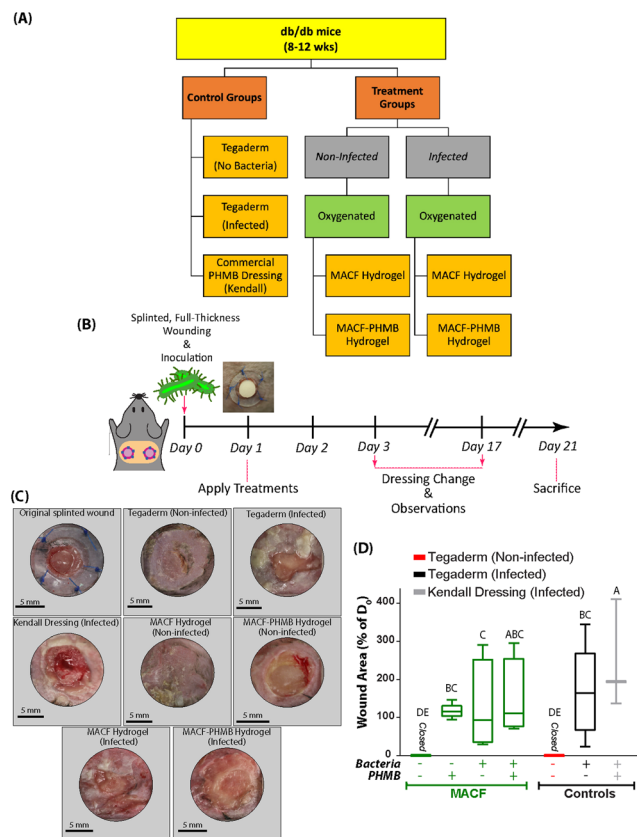 (A)
db/db mice
(8-12 wks)
Control Groups
Treatment
Groups
Tegaderm
(No Bacteria)
Non-Infected
Infected
Tegaderm
(Infected)
Oxygenated
Oxygenated
Commercial
PHMB Dressing
(Kendall)
MACF Hydrogel
MACF Hydrogel
MACF-PHMB
Hydrogel
MACF-PHMB
Hydrogel
(B)
Splinted, Full-Thickness
Wounding
&
Inoculation
Day 0
Day 1
Day 2
Day 3
Day 17
Day 21
Apply Treatments
Dressing Change
&
Observations
Sacrifice
(C)
Original splinted wound
Tegaderm (Non-infected)
Tegaderm (Infected)
5 mm
5 mm
5 mm
Kendall Dressing (Infected)
MACF Hydrogel
(Non-infected)
MACF-PHMB Hydrogel
(Non-infected)
5 mm
5 mm
5 mm
MACF Hydrogel
(Infected)
MACF-PHMB Hydrogel
(Infected)
5 mm
5 mm
(D)
Tegaderm (Non-infected)
Tegaderm (Infected)
Kendall Dressing (Infected)
Wound Area (% of D0)
400
300
200
100
0
DE
Closed
BC
C
ABC
DE
Closed
BC
A
Bacteria - - + + - + +
PHMB - + - + - - +
MACF
Controls